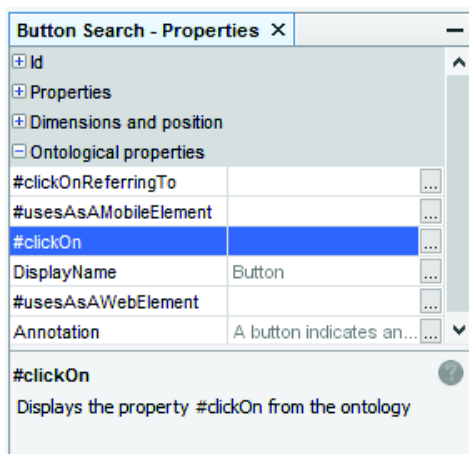 Button Search - Properties ×
Id
Properties
Dimensions and position
Ontological properties
#clickOnReferringTo ...
#usesAsAMobileElement ...
#clickOn ...
DisplayName Button ...
#usesAsAWebElement ...
Annotation A button indicates an... ...
#clickOn ?
Displays the property #clickOn from the ontology